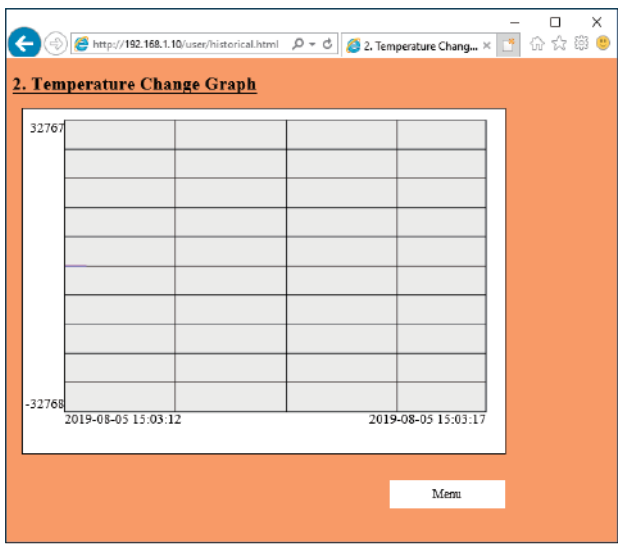 http://192.168.1.10/user/historical.html
2. Temperature Chang...
2. Temperature Change Graph
32767
-32768
2019-08-05 15:03:12
2019-08-05 15:03:17
Menu